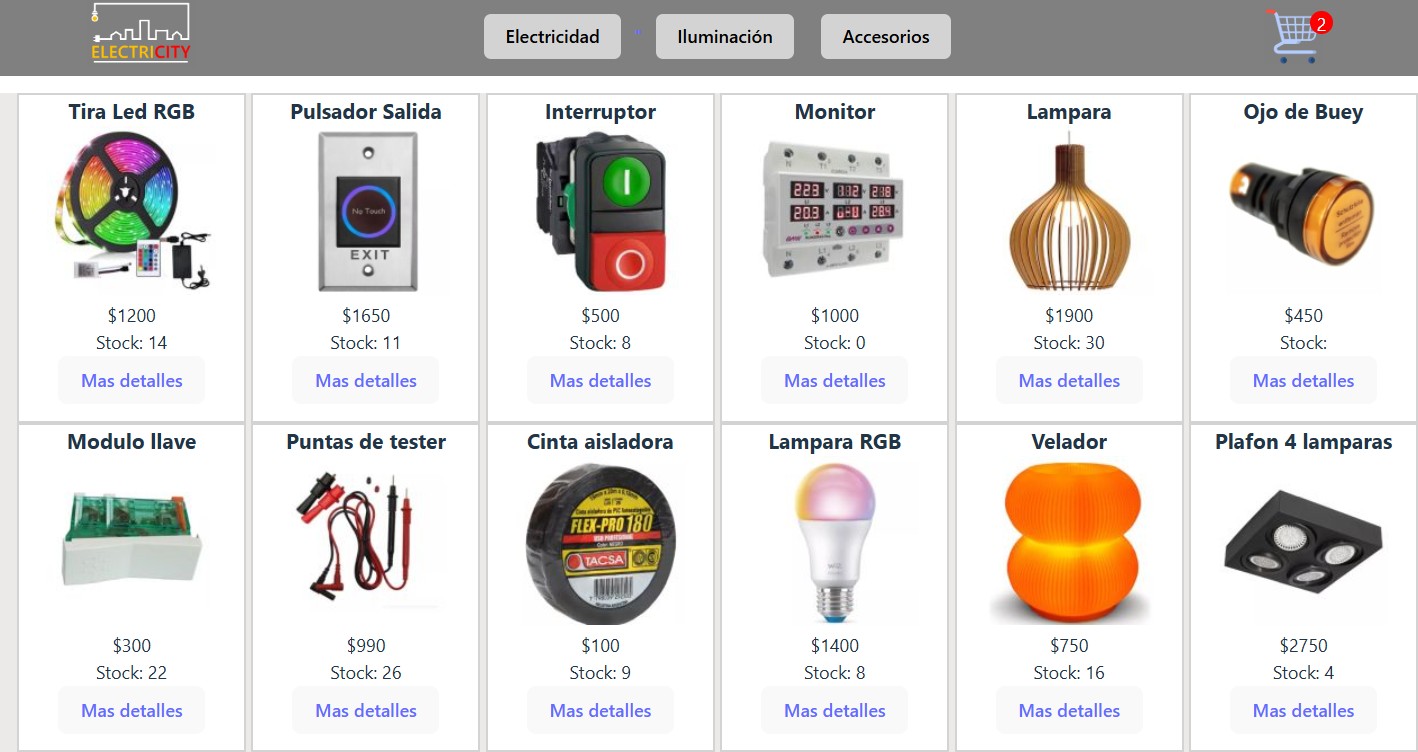 ELECTRICITY
Electricidad
Iluminación
Accesorios
2
Tira Led RGB
Pulsador Salida
Interruptor
Monitor
Lampara
Ojo de Buey
No Touch
EXIT
$1200
$1650
$500
$1000
$1900
$450
Stock: 14
Stock: 11
Stock: 8
Stock: 0
Stock: 30
Stock:
Mas detalles
Mas detalles
Mas detalles
Mas detalles
Mas detalles
Mas detalles
Modulo llave
Puntas de tester
Cinta aisladora
Lampara RGB
Velador
Plafon 4 lamparas
FLEX-PRO 180
TACSA
$300
$990
$100
$1400
$750
$2750
Stock: 22
Stock: 26
Stock: 9
Stock: 8
Stock: 16
Stock: 4
Mas detalles
Mas detalles
Mas detalles
Mas detalles
Mas detalles
Mas detalles